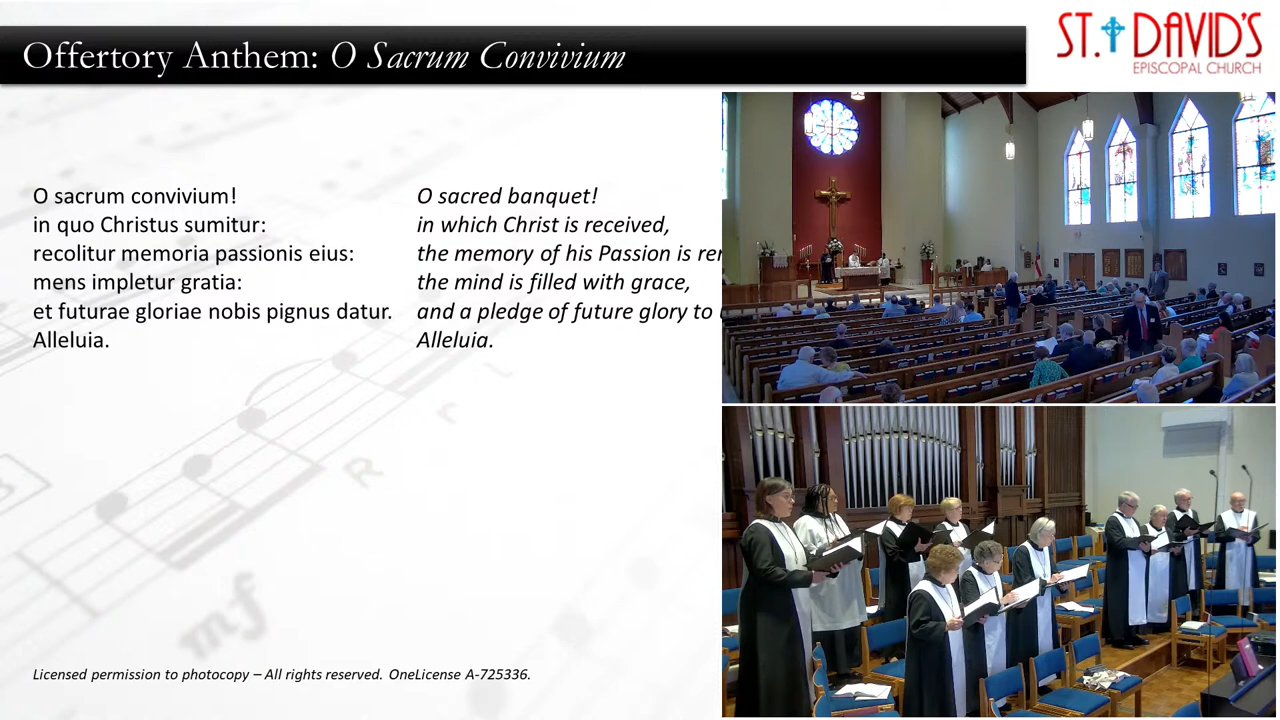 Offertory Anthem: O Sacrum Convivium
ST. DAVID'S
EPISCOPAL CHURCH
O sacrum convivium!
in quo Christus sumitur:
recolitur memoria passionis eius:
mens impletur gratia:
et futurae gloriae nobis pignus datur.
Alleluia.
O sacred banquet!
in which Christ is received,
the memory of his Passion is
the mind is filled with grace,
and a pledge of future glory to
Alleluia.
R
mf
Licensed permission to photocopy – All rights reserved. OneLicense A-725336.